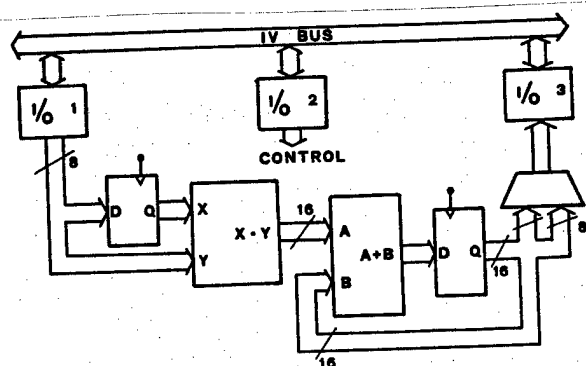 IV BUS
I/O 1
I/O 2
I/O 3
8
CONTROL
D Q
X
X • Y
Y
16
A
A+B
B
D Q
16
8
16